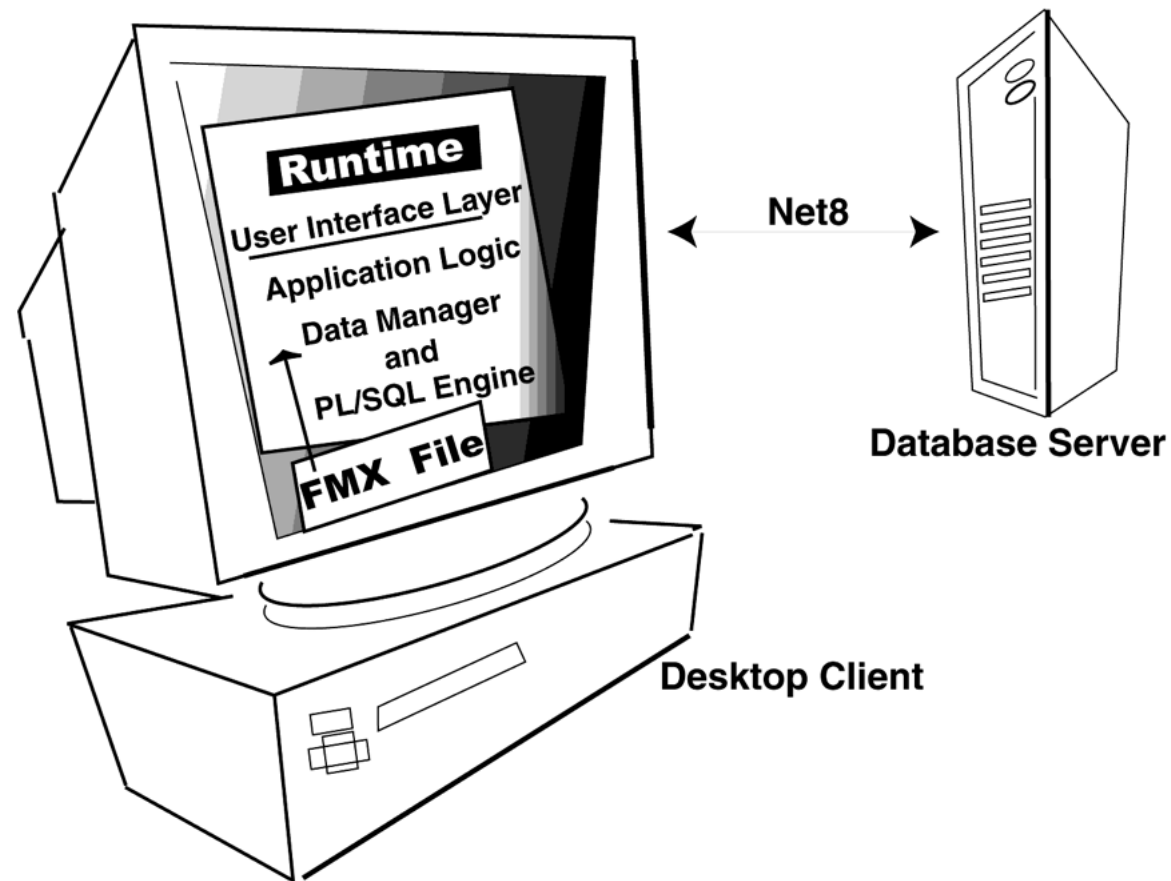 Runtime
User Interface Layer
Application Logic
Data Manager
and
PL/SQL Engine
FMX File
Net8
Database Server
Desktop Client